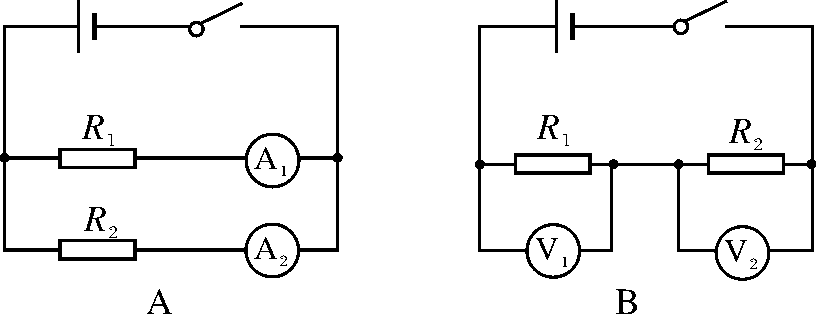 R1 R1 R2
A1 V1 V2
R2 A2
A B